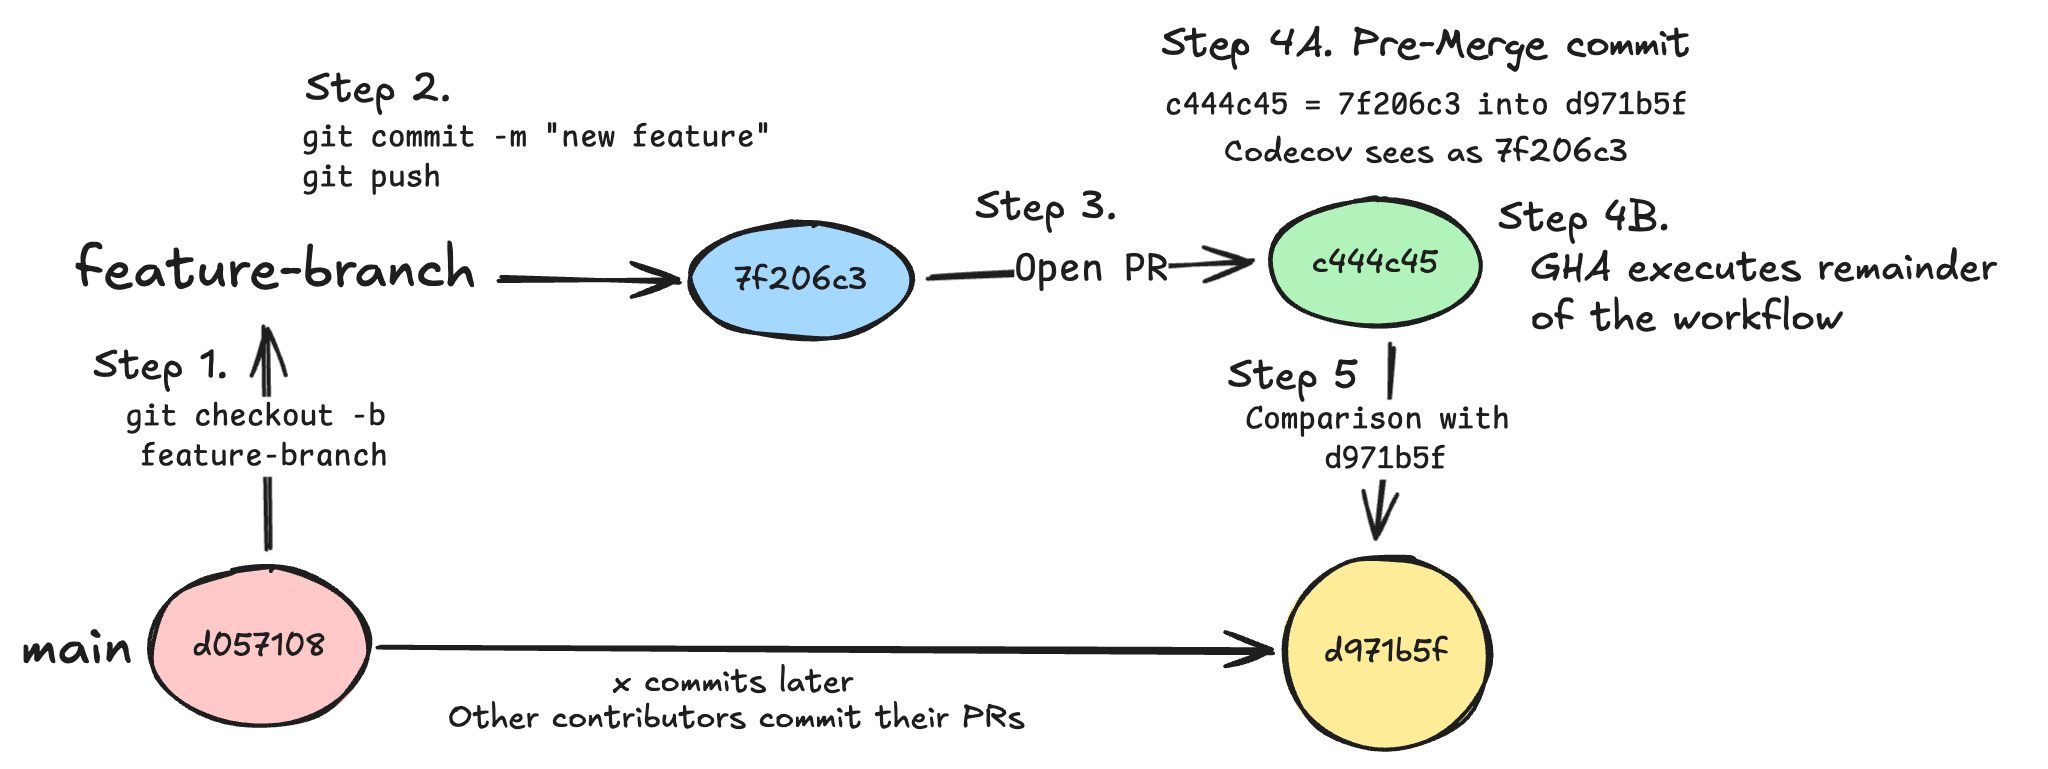 Step 4A. Pre-Merge commit
c444c45 = 7f206c3 into d971b5f
Codecov sees as 7f206c3
Step 2.
git commit -m "new feature"
git push
Step 3.
Open PR
feature-branch
7f206c3
c444c45
Step 4B.
GHA executes remainder
of the workflow
Step 1.
git checkout -b
feature-branch
Step 5
Comparison with
d971b5f
main
d057108
d971b5f
x commits later
Other contributors commit their PRs